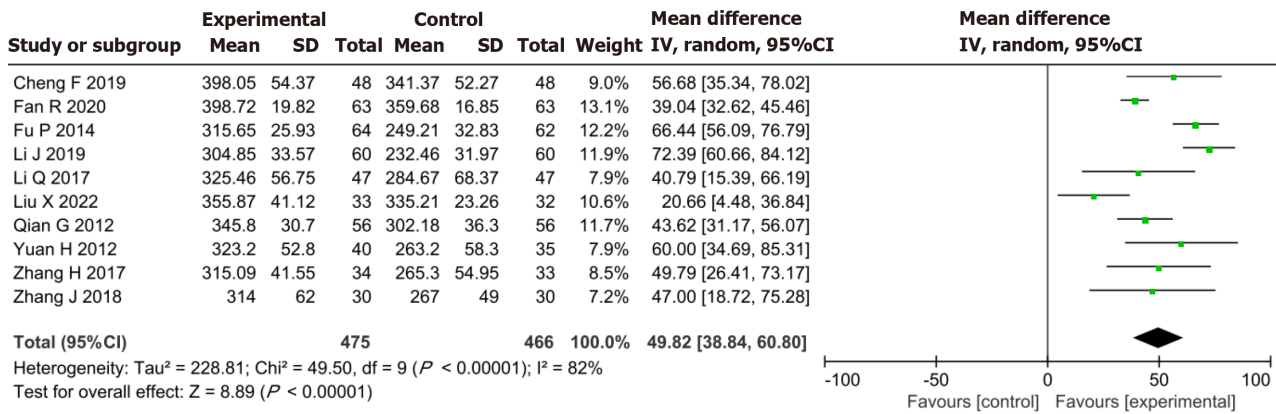 Experimental Control Mean difference Mean difference
Study or subgroup Mean SD Total Mean SD Total Weight IV, random, 95%CI IV, random, 95%CI
Cheng F 2019 398.05 54.37 48 341.37 52.27 48 9.0% 56.68 [35.34, 78.02]
Fan R 2020 398.72 19.82 63 359.68 16.85 63 13.1% 39.04 [32.62, 45.46]
Fu P 2014 315.65 25.93 64 249.21 32.83 62 12.2% 66.44 [56.09, 76.79]
Li J 2019 304.85 33.57 60 232.46 31.97 60 11.9% 72.39 [60.66, 84.12]
Li Q 2017 325.46 56.75 47 284.67 68.37 47 7.9% 40.79 [15.39, 66.19]
Liu X 2022 355.87 41.12 33 335.21 23.26 32 10.6% 20.66 [4.48, 36.84]
Qian G 2012 345.8 30.7 56 302.18 36.3 56 11.7% 43.62 [31.17, 56.07]
Yuan H 2012 323.2 52.8 40 263.2 58.3 35 7.9% 60.00 [34.69, 85.31]
Zhang H 2017 315.09 41.55 34 265.3 54.95 33 8.5% 49.79 [26.41, 73.17]
Zhang J 2018 314 62 30 267 49 30 7.2% 47.00 [18.72, 75.28]
Total (95%CI) 475 466 100.0% 49.82 [38.84, 60.80]
Heterogeneity: Tau² = 228.81; Chi² = 49.50, df = 9 (P < 0.00001); I² = 82%
Test for overall effect: Z = 8.89 (P < 0.00001)
-100 -50 0 50 100
Favours [control] Favours [experimental]